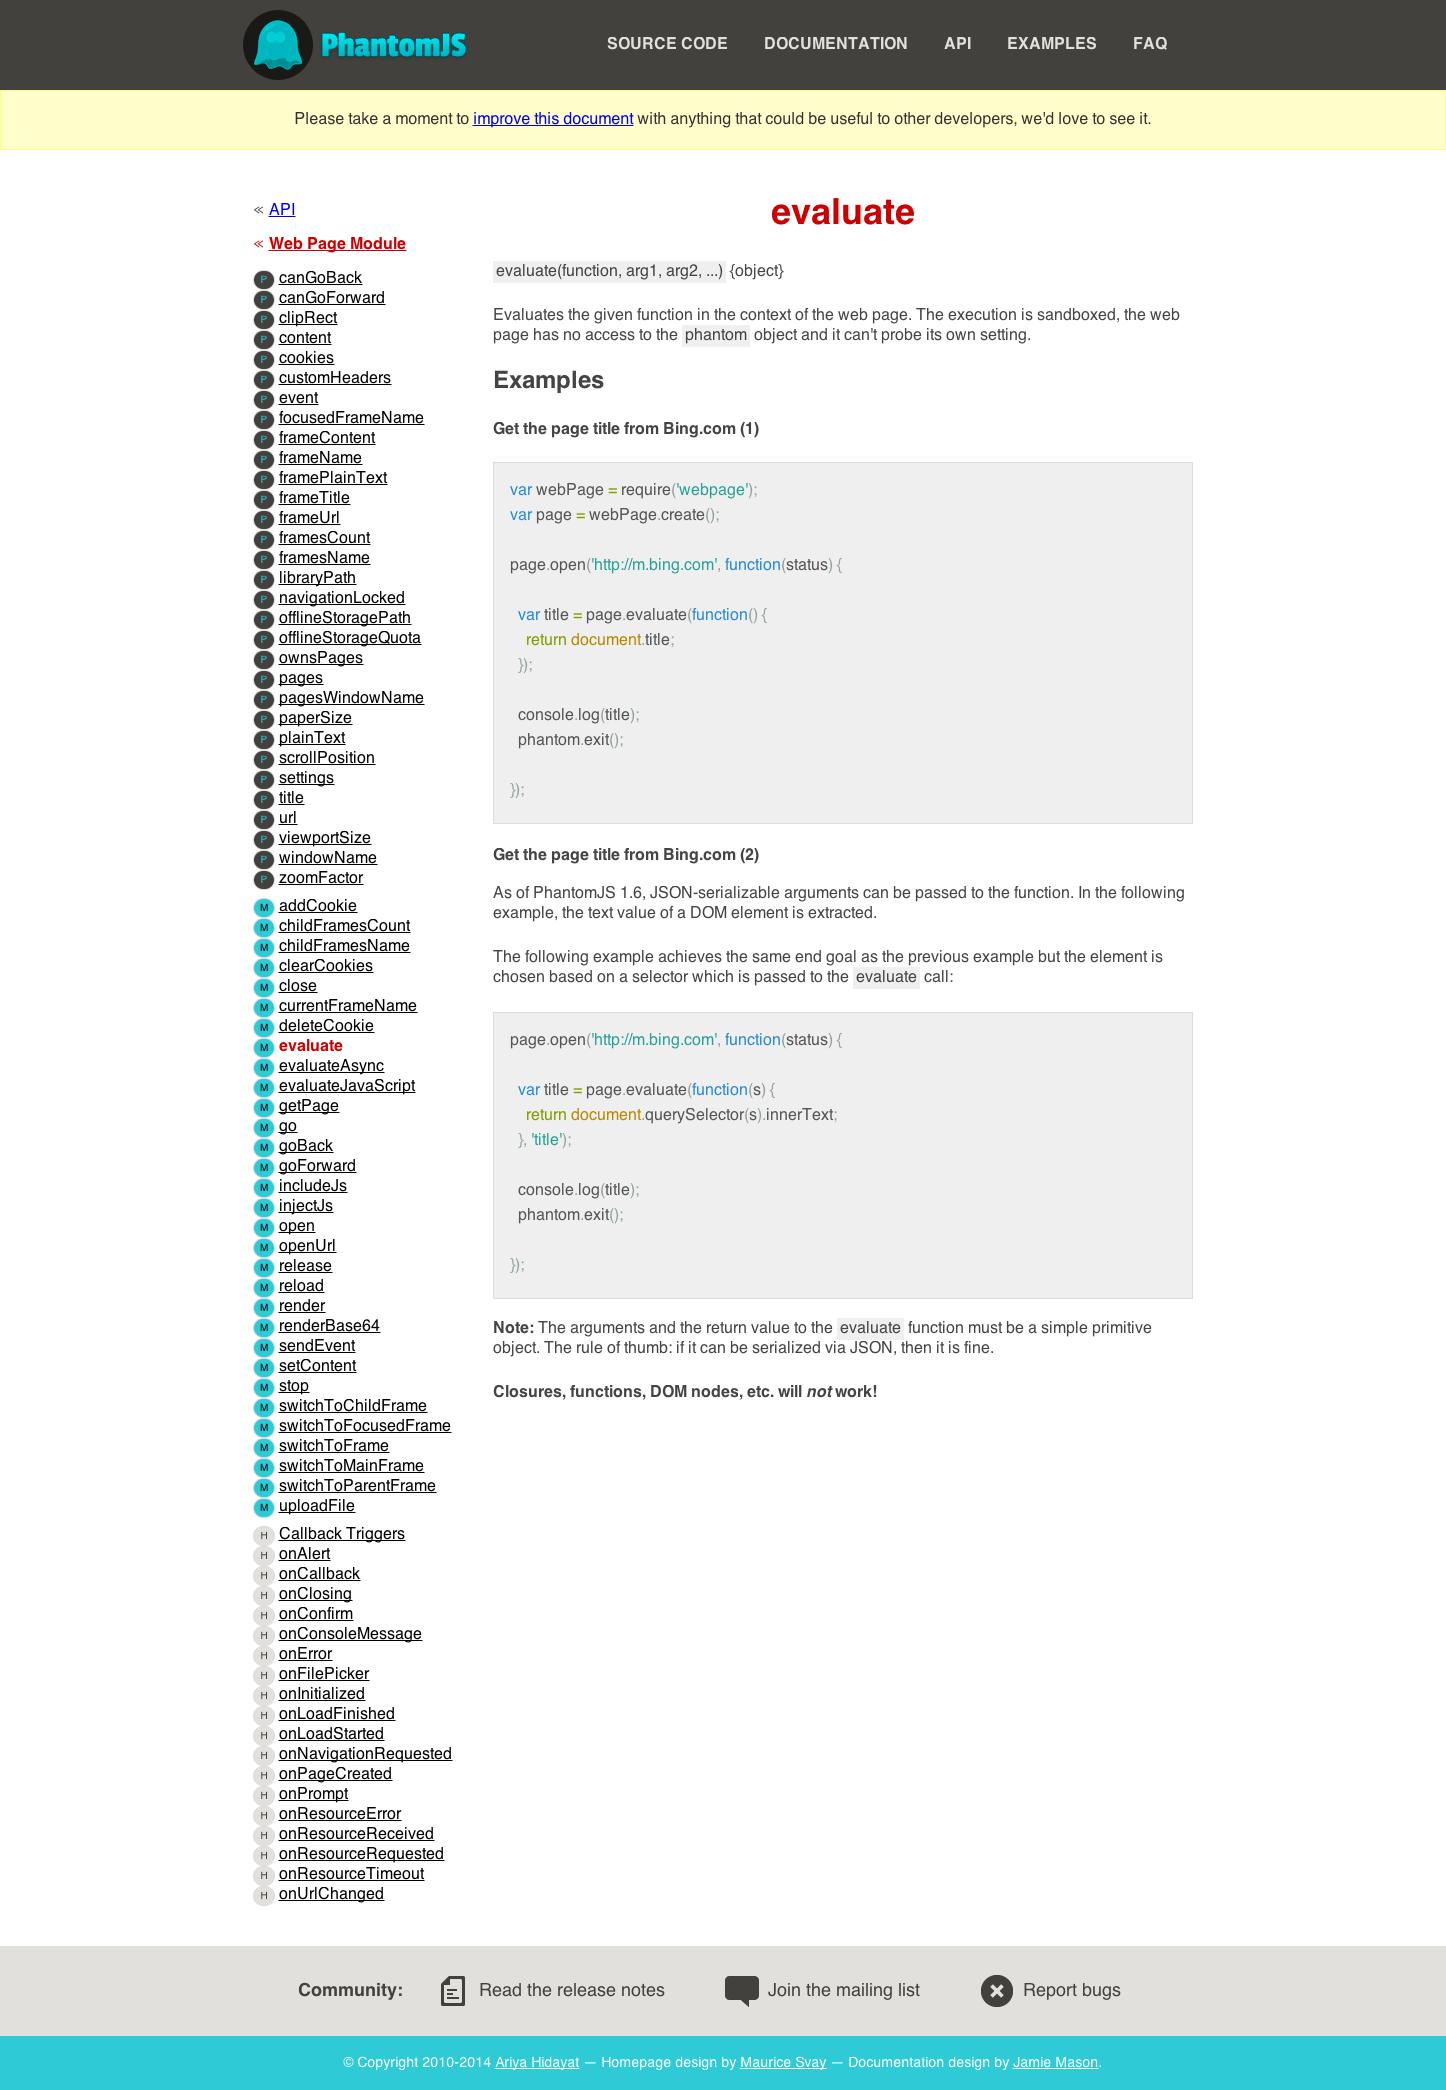 PhantomJS
SOURCE CODE DOCUMENTATION API EXAMPLES FAQ
Please take a moment to improve this document with anything that could be useful to other developers, we'd love to see it.
≪ API
≪ Web Page Module
P canGoBack
P canGoForward
P clipRect
P content
P cookies
P customHeaders
P event
P focusedFrameName
P frameContent
P frameName
P framePlainText
P frameTitle
P frameUrl
P framesCount
P framesName
P libraryPath
P navigationLocked
P offlineStoragePath
P offlineStorageQuota
P ownsPages
P pages
P pagesWindowName
P paperSize
P plainText
P scrollPosition
P settings
P title
P url
P viewportSize
P windowName
P zoomFactor
M addCookie
M childFramesCount
M childFramesName
M clearCookies
M close
M currentFrameName
M deleteCookie
M evaluate
M evaluateAsync
M evaluateJavaScript
M getPage
M go
M goBack
M goForward
M includeJs
M injectJs
M open
M openUrl
M release
M reload
M render
M renderBase64
M sendEvent
M setContent
M stop
M switchToChildFrame
M switchToFocusedFrame
M switchToFrame
M switchToMainFrame
M switchToParentFrame
M uploadFile
H Callback Triggers
H onAlert
H onCallback
H onClosing
H onConfirm
H onConsoleMessage
H onError
H onFilePicker
H onInitialized
H onLoadFinished
H onLoadStarted
H onNavigationRequested
H onPageCreated
H onPrompt
H onResourceError
H onResourceReceived
H onResourceRequested
H onResourceTimeout
H onUrlChanged
evaluate
evaluate(function, arg1, arg2, ...) {object}
Evaluates the given function in the context of the web page. The execution is sandboxed, the web
page has no access to the phantom object and it can't probe its own setting.
Examples
Get the page title from Bing.com (1)
var webPage = require('webpage');
var page = webPage.create();
page.open('http://m.bing.com', function(status) {
var title = page.evaluate(function() {
return document.title;
});
console.log(title);
phantom.exit();
});
Get the page title from Bing.com (2)
As of PhantomJS 1.6, JSON-serializable arguments can be passed to the function. In the following
example, the text value of a DOM element is extracted.
The following example achieves the same end goal as the previous example but the element is
chosen based on a selector which is passed to the evaluate call:
page.open('http://m.bing.com', function(status) {
var title = page.evaluate(function(s) {
return document.querySelector(s).innerText;
}, 'title');
console.log(title);
phantom.exit();
});
Note: The arguments and the return value to the evaluate function must be a simple primitive
object. The rule of thumb: if it can be serialized via JSON, then it is fine.
Closures, functions, DOM nodes, etc. will not work!
Community: Read the release notes Join the mailing list Report bugs
© Copyright 2010-2014 Ariya Hidayat — Homepage design by Maurice Svay — Documentation design by Jamie Mason.